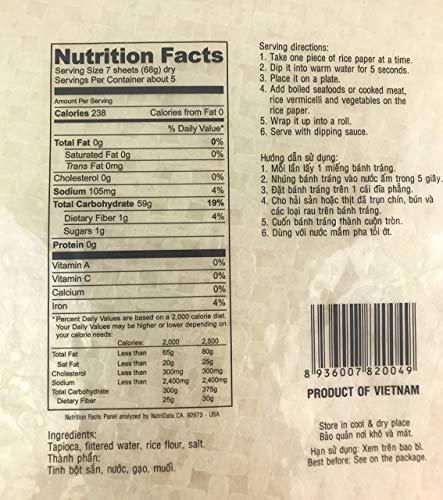 Nutrition Facts
Serving Size 7 sheets (68g) dry
Servings Per Container about 5
Amount Per Serving
Calories 238 Calories from Fat 0
% Daily Value*
Total Fat 0g 0%
Saturated Fat 0g 0%
Trans Fat 0mg
Cholesterol 0g 0%
Sodium 105mg 4%
Total Carbohydrate 59g 19%
Dietary Fiber 1g 4%
Sugars 1g
Protein 0g
Vitamin A 0%
Vitamin C 0%
Calcium 0%
Iron 4%
*Percent Daily Values are based on a 2,000 calorie diet.
Your Daily Values may be higher or lower depending on
your calorie needs:
Calories: 2,000 2,500
Total Fat Less than 65g 80g
Sat Fat Less than 20g 25g
Cholesterol Less than 300mg 300mg
Sodium Less than 2,400mg 2,400mg
Total Carbohydrate 300g 375g
Dietary Fiber 25g 30g
Nutrition Facts Panel analyzed by NutriData CA. 92673 - USA
Ingredients:
Tapioca, filtered water, rice flour, salt.
Thành phần:
Tinh bột sắn, nước, gạo, muối.
Serving directions:
1. Take one piece of rice paper at a time.
2. Dip it into warm water for 5 seconds.
3. Place it on a plate.
4. Add boiled seafoods or cooked meat,
rice vermicelli and vegetables on the
rice paper.
5. Wrap it up into a roll.
6. Serve with dipping sauce.
Hướng dẫn sử dụng:
1. Mỗi lần lấy 1 miếng bánh tráng.
2. Nhúng bánh tráng vào nước ấm trong 5 giây.
3. Đặt bánh tráng trên 1 cái đĩa phẳng.
4. Cho hải sản hoặc thịt đã trụn chín, bún và
các loại rau trên bánh tráng.
5. Cuốn bánh tráng thành cuộn tròn.
6. Dùng với nước mắm pha tỏi ớt.
8 936007 820049
PRODUCT OF VIETNAM
Store in cool & dry place
Bảo quản nơi khô và mát.
Hạn sử dụng: Xem trên bao bì.
Best before: See on the package.